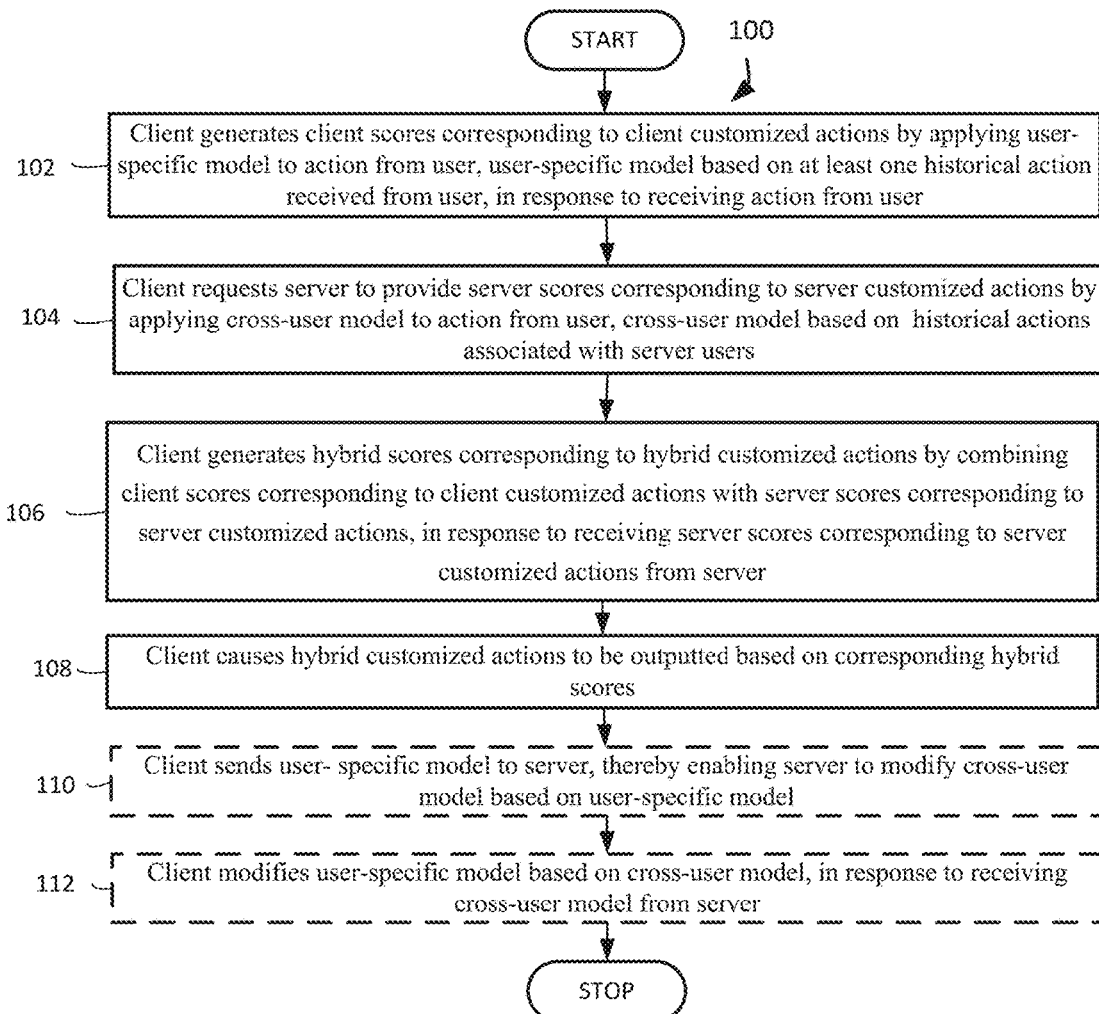 START
100
Client generates client scores corresponding to client customized actions by applying user-
specific model to action from user, user-specific model based on at least one historical action
received from user, in response to receiving action from user
102
Client requests server to provide server scores corresponding to server customized actions by
applying cross-user model to action from user, cross-user model based on historical actions
associated with server users
104
Client generates hybrid scores corresponding to hybrid customized actions by combining
client scores corresponding to client customized actions with server scores corresponding to
server customized actions, in response to receiving server scores corresponding to server
customized actions from server
106
Client causes hybrid customized actions to be outputted based on corresponding hybrid
scores
108
Client sends user- specific model to server, thereby enabling server to modify cross-user
model based on user-specific model
110
Client modifies user-specific model based on cross-user model, in response to receiving
cross-user model from server
112
STOP